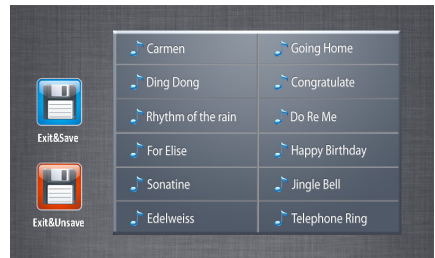 Carmen
Going Home
Ding Dong
Congratulate
Rhythm of the rain
Do Re Me
For Elise
Happy Birthday
Sonatine
Jingle Bell
Edelweiss
Telephone Ring
Exit&Save
Exit&Unsave